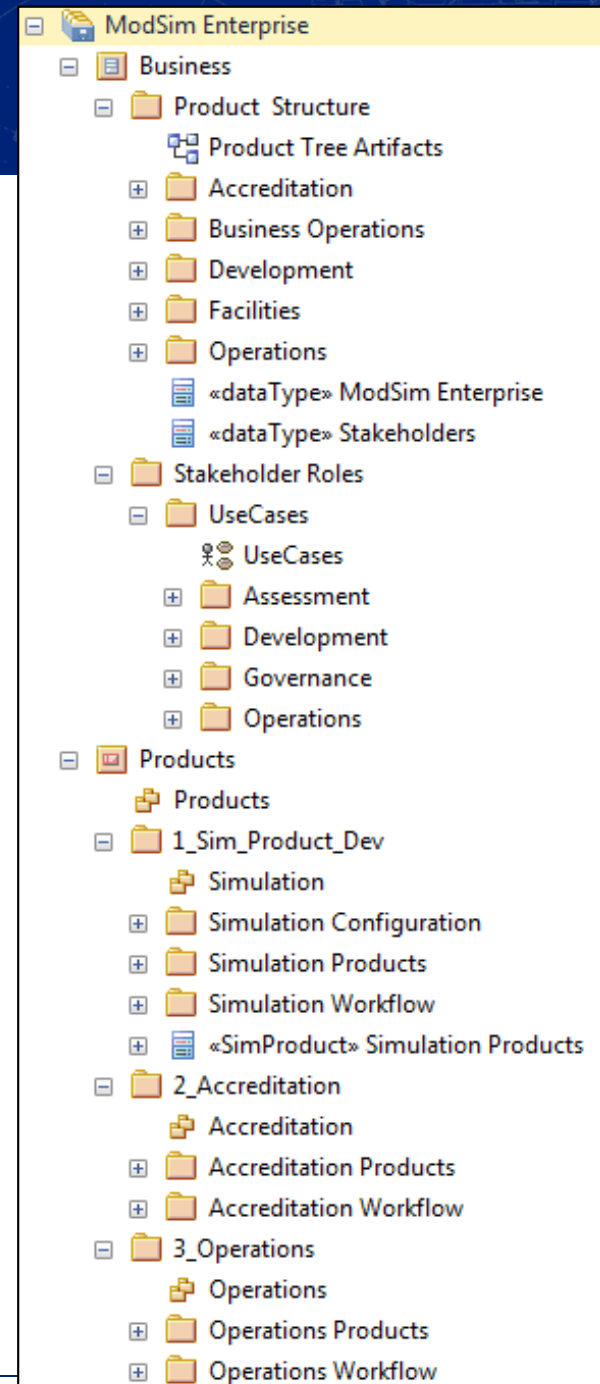 ModSim Enterprise
Business
Product Structure
Product Tree Artifacts
Accreditation
Business Operations
Development
Facilities
Operations
«dataType» ModSim Enterprise
«dataType» Stakeholders
Stakeholder Roles
UseCases
UseCases
Assessment
Development
Governance
Operations
Products
Products
1_Sim_Product_Dev
Simulation
Simulation Configuration
Simulation Products
Simulation Workflow
«SimProduct» Simulation Products
2_Accreditation
Accreditation
Accreditation Products
Accreditation Workflow
3_Operations
Operations
Operations Products
Operations Workflow